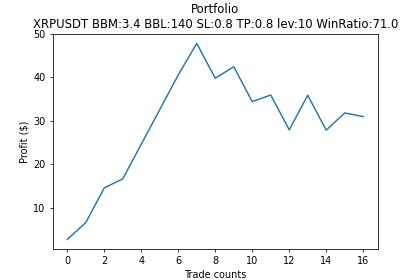 Portfolio
XRPUSDT BBM:3.4 BBL:140 SL:0.8 TP:0.8 lev:10 WinRatio:71.0
50
40
30
20
10
Profit ($)
0 2 4 6 8 10 12 14 16
Trade counts